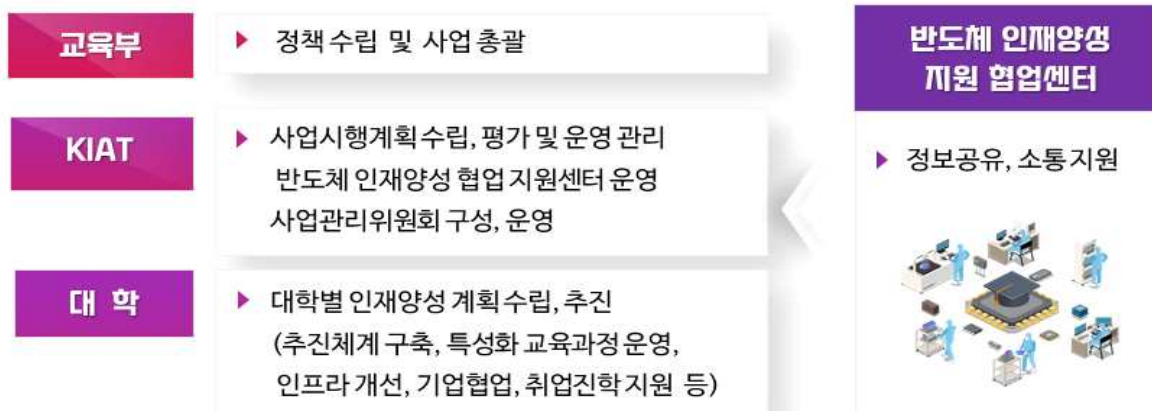 교육부
정책 수립 및 사업 총괄
KIAT
사업시행계획 수립, 평가 및 운영 관리
반도체 인재양성 협업 지원센터 운영
사업관리위원회 구성, 운영
대 학
대학별 인재양성 계획 수립, 추진
(추진체계 구축, 특성화 교육과정 운영,
인프라 개선, 기업협업, 취업진학 지원 등)
반도체 인재양성
지원 협업센터
정보공유, 소통지원